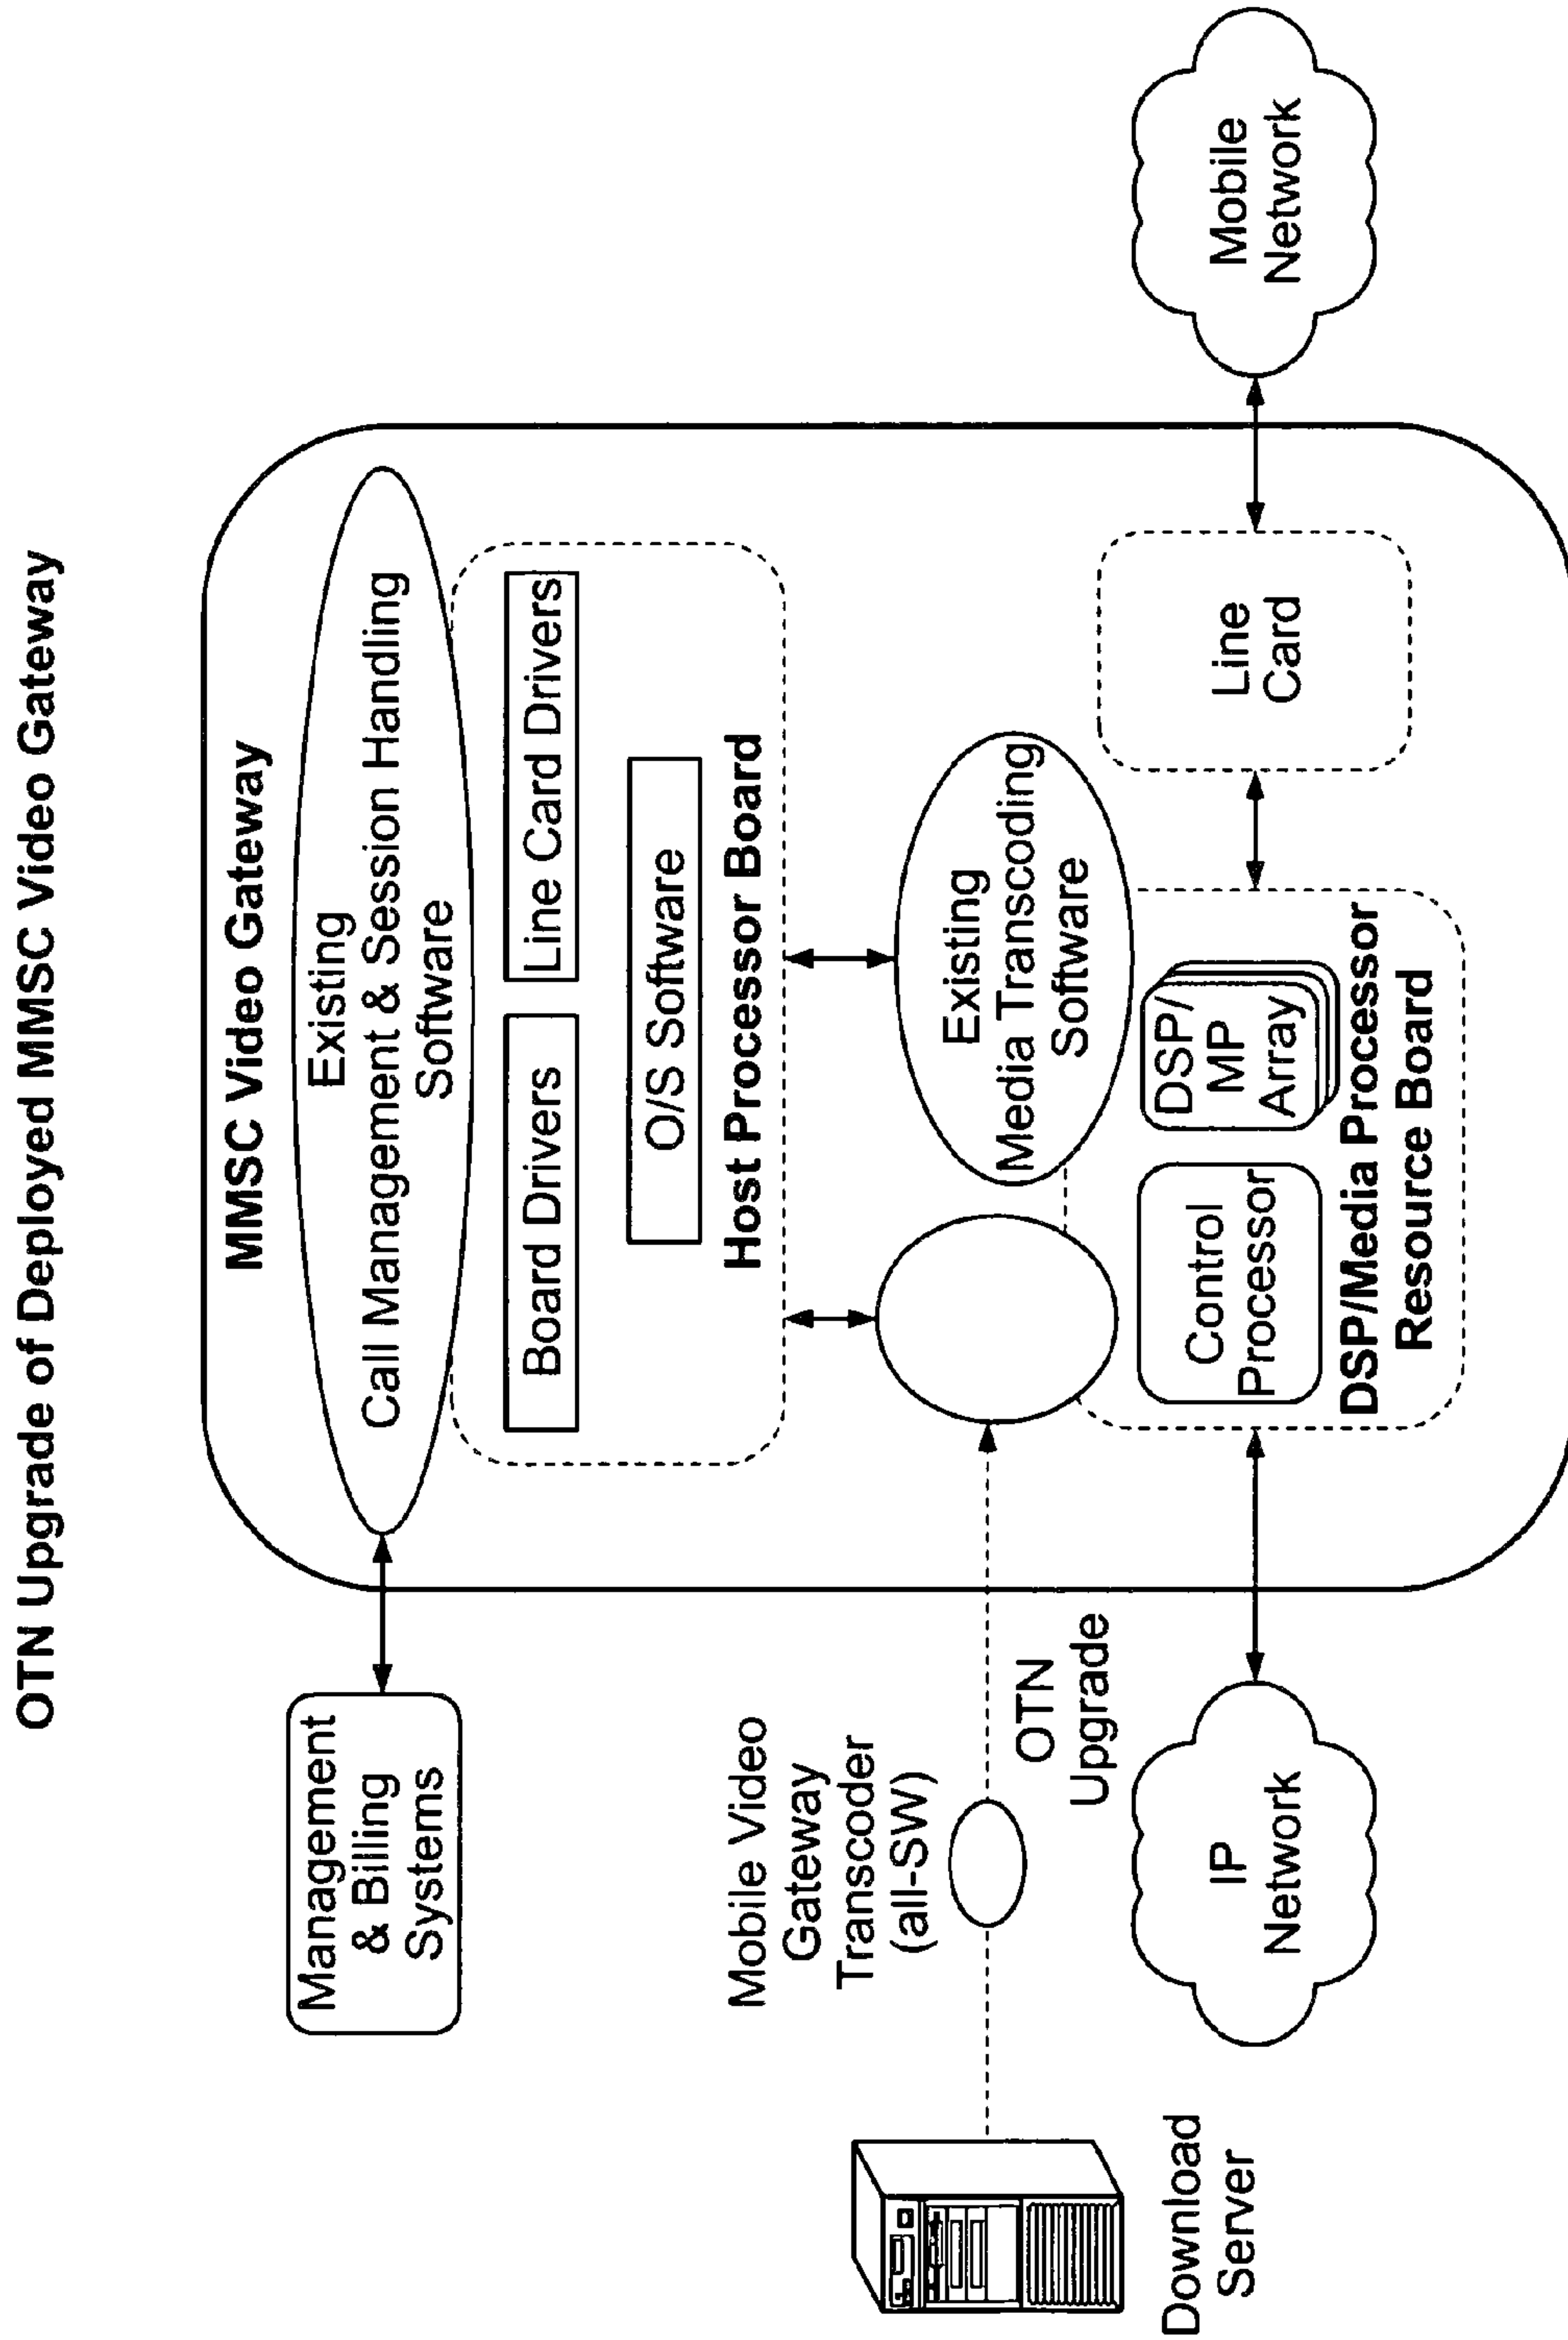 OTN Upgrade of Deployed MMSC Video Gateway
MMSC Video Gateway
Management
& Billing
Systems
Existing
Call Management & Session Handling
Software
Board Drivers
Line Card Drivers
O/S Software
Host Processor Board
Mobile Video
Gateway
Transcoder
(all-SW)
OTN
Upgrade
Existing
Media Transcoding
Software
Download
Server
IP
Network
Control
Processor
DSP/
MP
Array
DSP/Media Processor
Resource Board
Line
Card
Mobile
Network